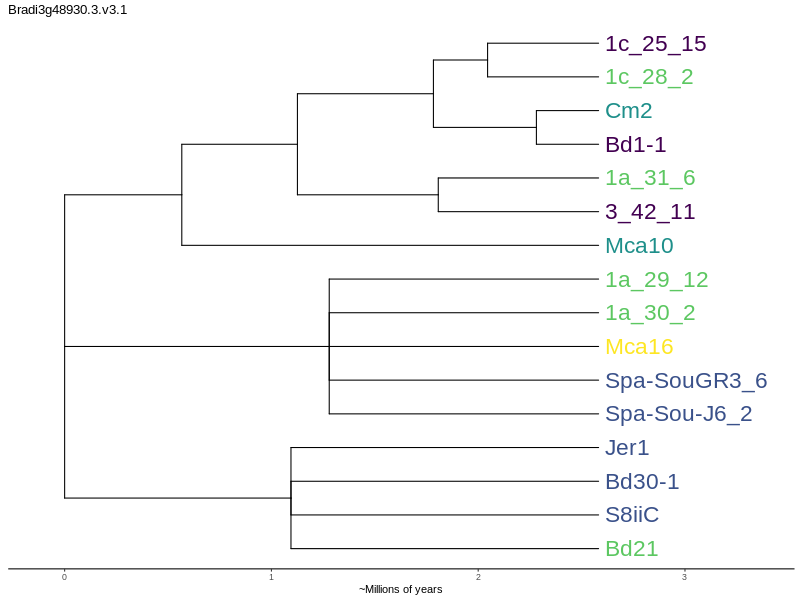 Bradi3g48930.3.v3.1
1c_25_15
1c_28_2
Cm2
Bd1-1
1a_31_6
3_42_11
Mca10
1a_29_12
1a_30_2
Mca16
Spa-SouGR3_6
Spa-Sou-J6_2
Jer1
Bd30-1
S8iiC
Bd21
0 1 2 3
~Millions of years